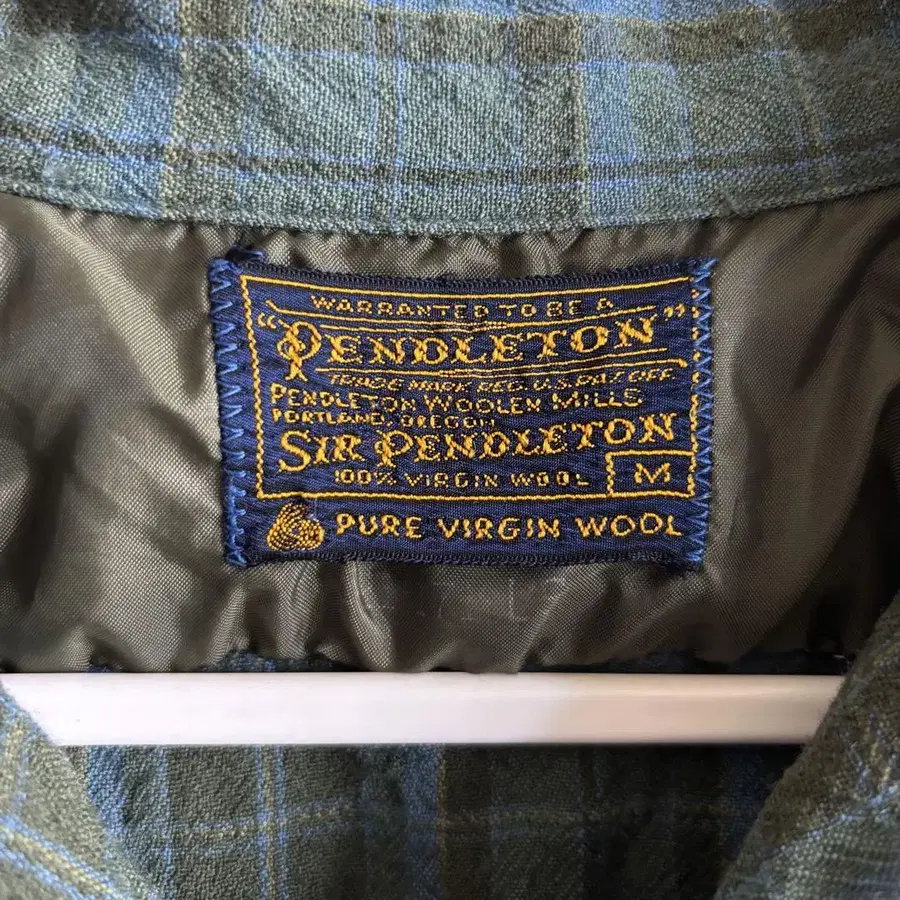 WARRANTED TO BE A
"PENDLETON"
TRADE MARK REG. U.S. PAT. OFF.
PENDLETON WOOLEN MILLS
PORTLAND, OREGON
SIR PENDLETON
100% VIRGIN WOOL M
PURE VIRGIN WOOL